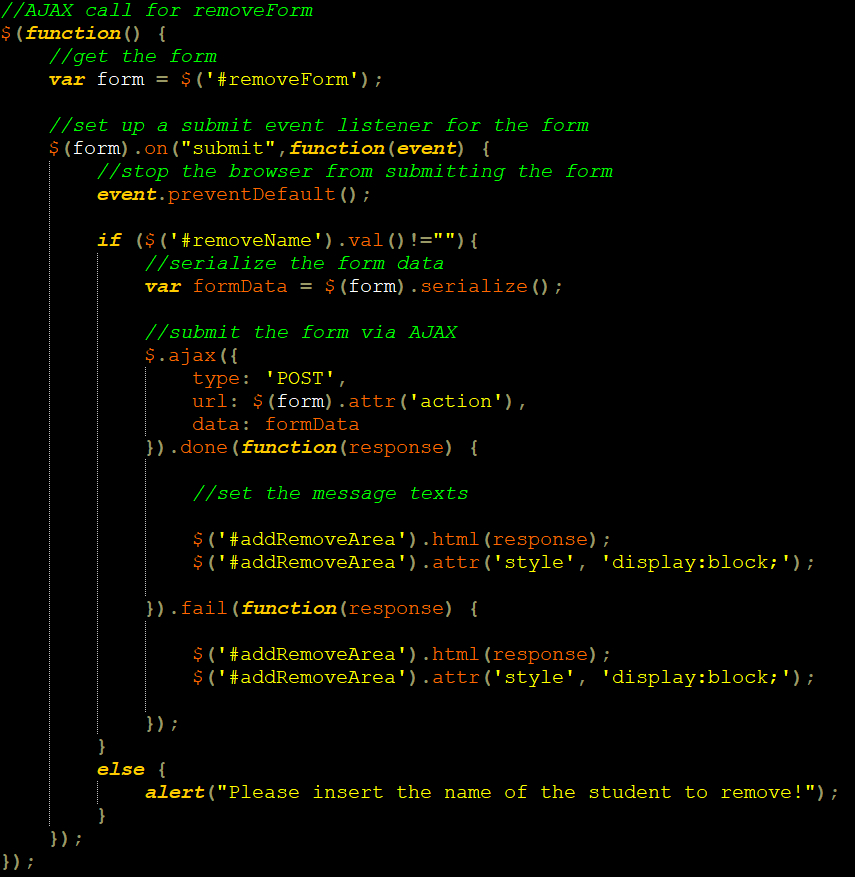 //AJAX call for removeForm
$(function() {
    //get the form
    var form = $('#removeForm');

    //set up a submit event listener for the form
    $(form).on("submit",function(event) {
        //stop the browser from submitting the form
        event.preventDefault();

        if ($('#removeName').val()!=""){
            //serialize the form data
            var formData = $(form).serialize();

            //submit the form via AJAX
            $.ajax({
                type: 'POST',
                url: $(form).attr('action'),
                data: formData
            }).done(function(response) {

                //set the message texts

                $('#addRemoveArea').html(response);
                $('#addRemoveArea').attr('style', 'display:block;');

            }).fail(function(response) {

                $('#addRemoveArea').html(response);
                $('#addRemoveArea').attr('style', 'display:block;');

            });
        }
        else {
            alert("Please insert the name of the student to remove!");
        }
    });
});